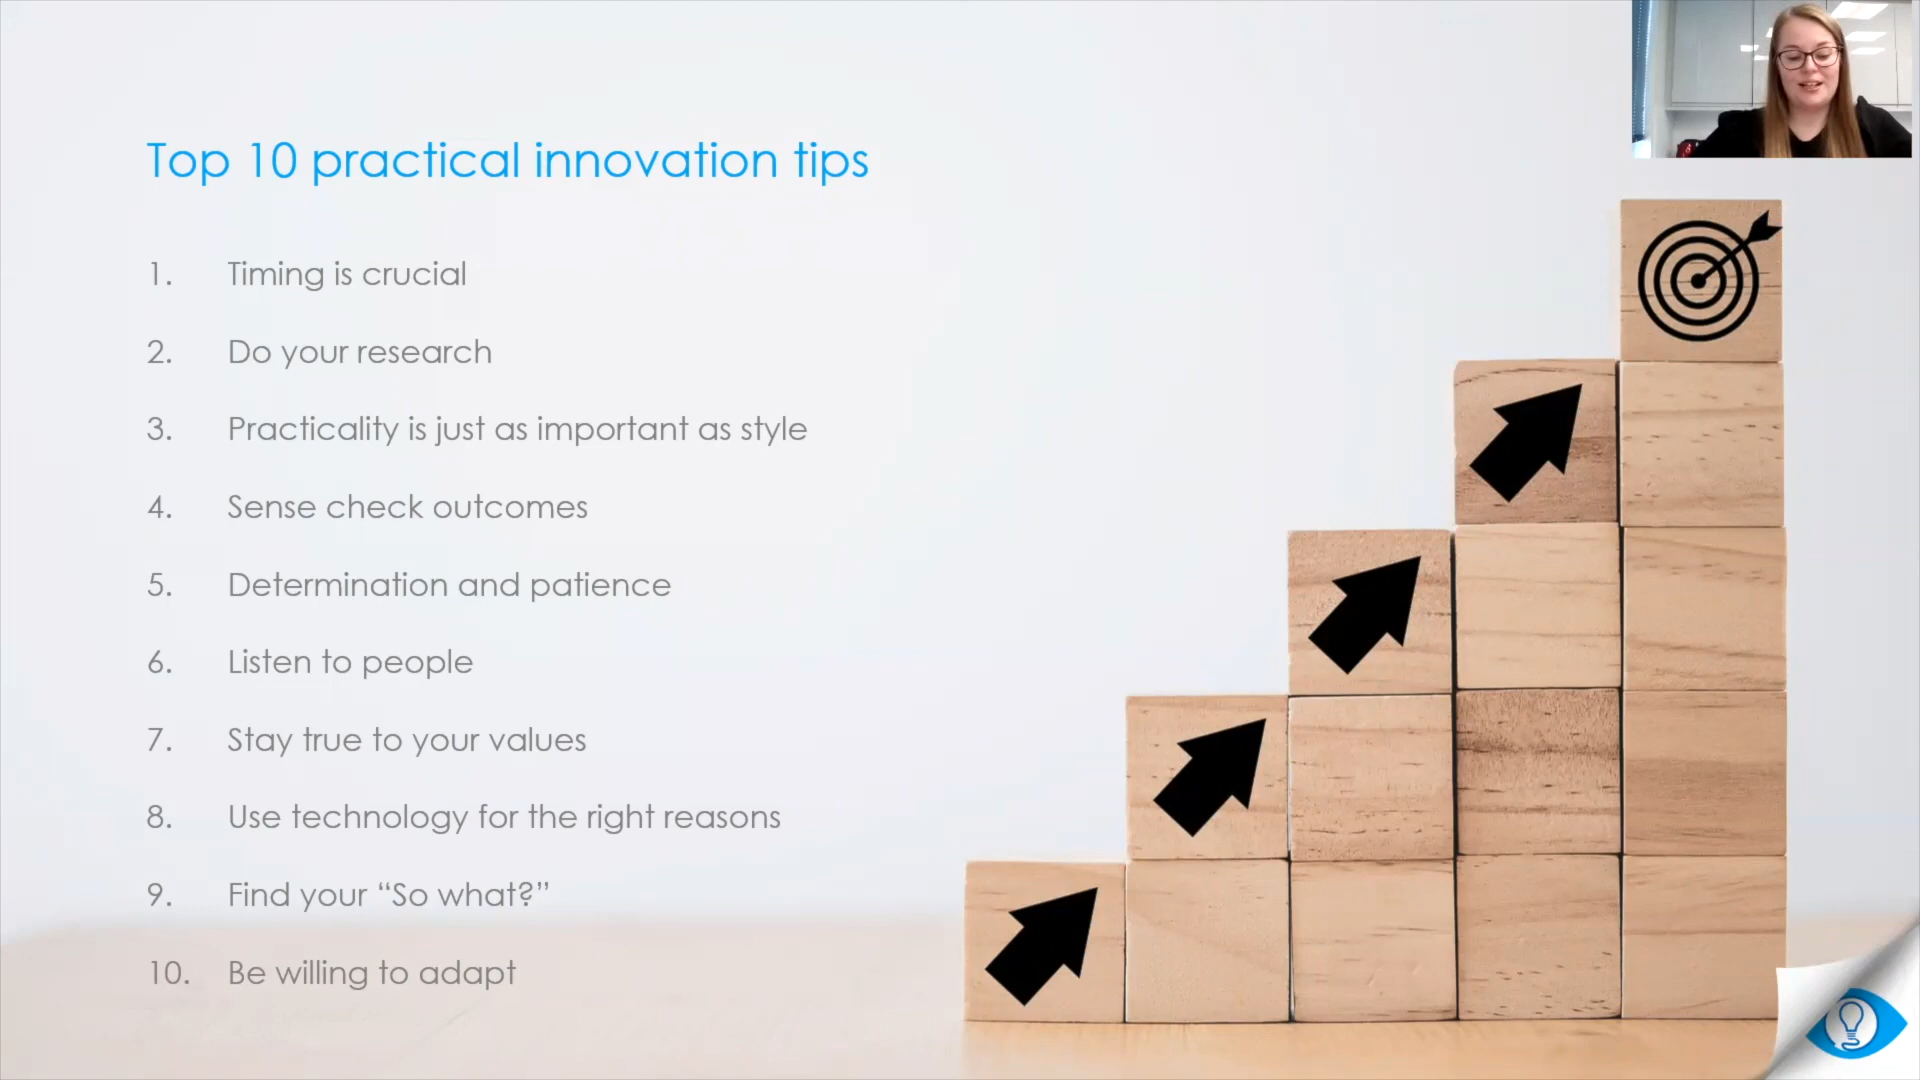 Top 10 practical innovation tips
1. Timing is crucial
2. Do your research
3. Practicality is just as important as style
4. Sense check outcomes
5. Determination and patience
6. Listen to people
7. Stay true to your values
8. Use technology for the right reasons
9. Find your “So what?”
10. Be willing to adapt